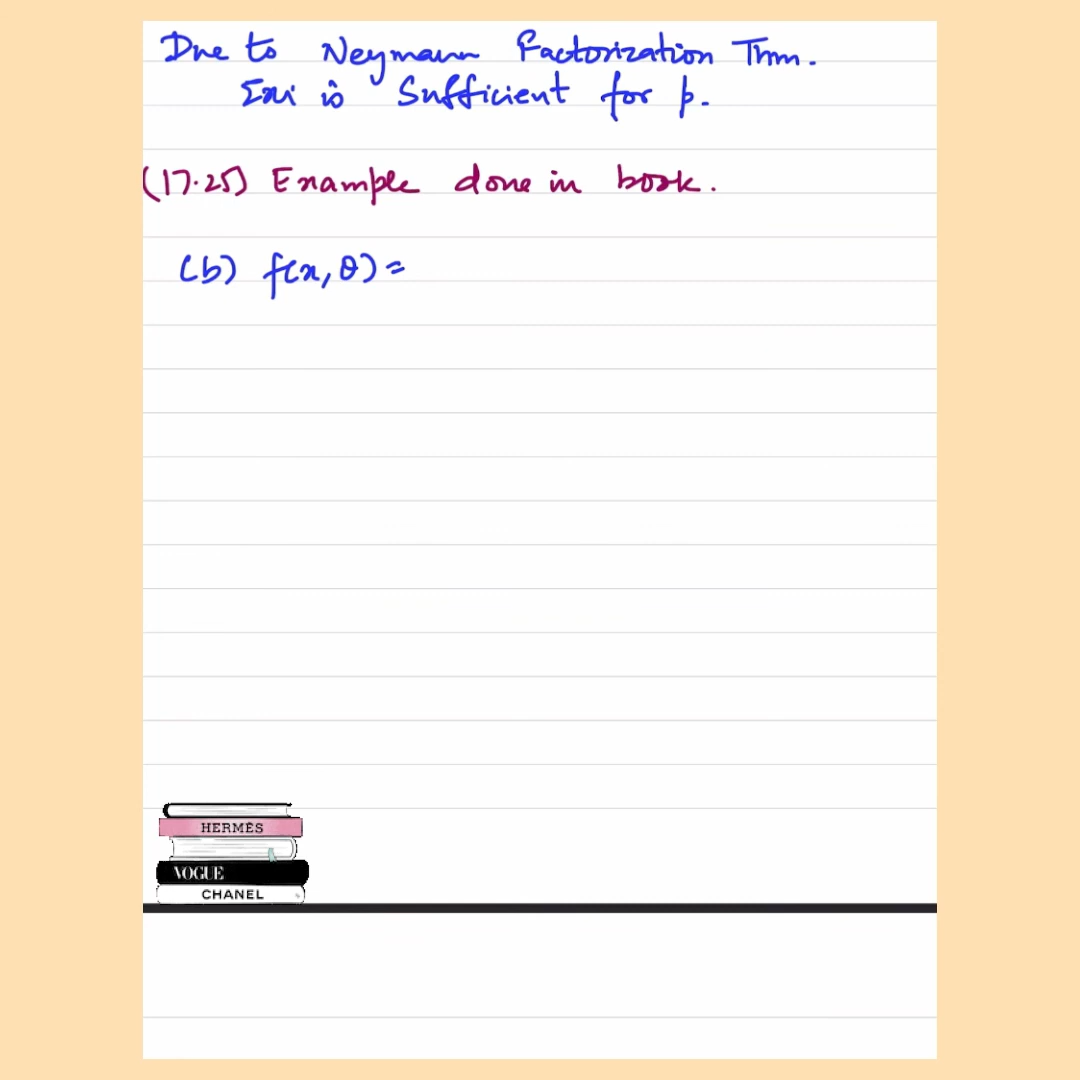 Due to Neymann Factorization Thm.
Σxi is Sufficient for p.
(17.25) Example done in book.
(b) f(x, θ) =
HERMÈS
VOGUE
CHANEL